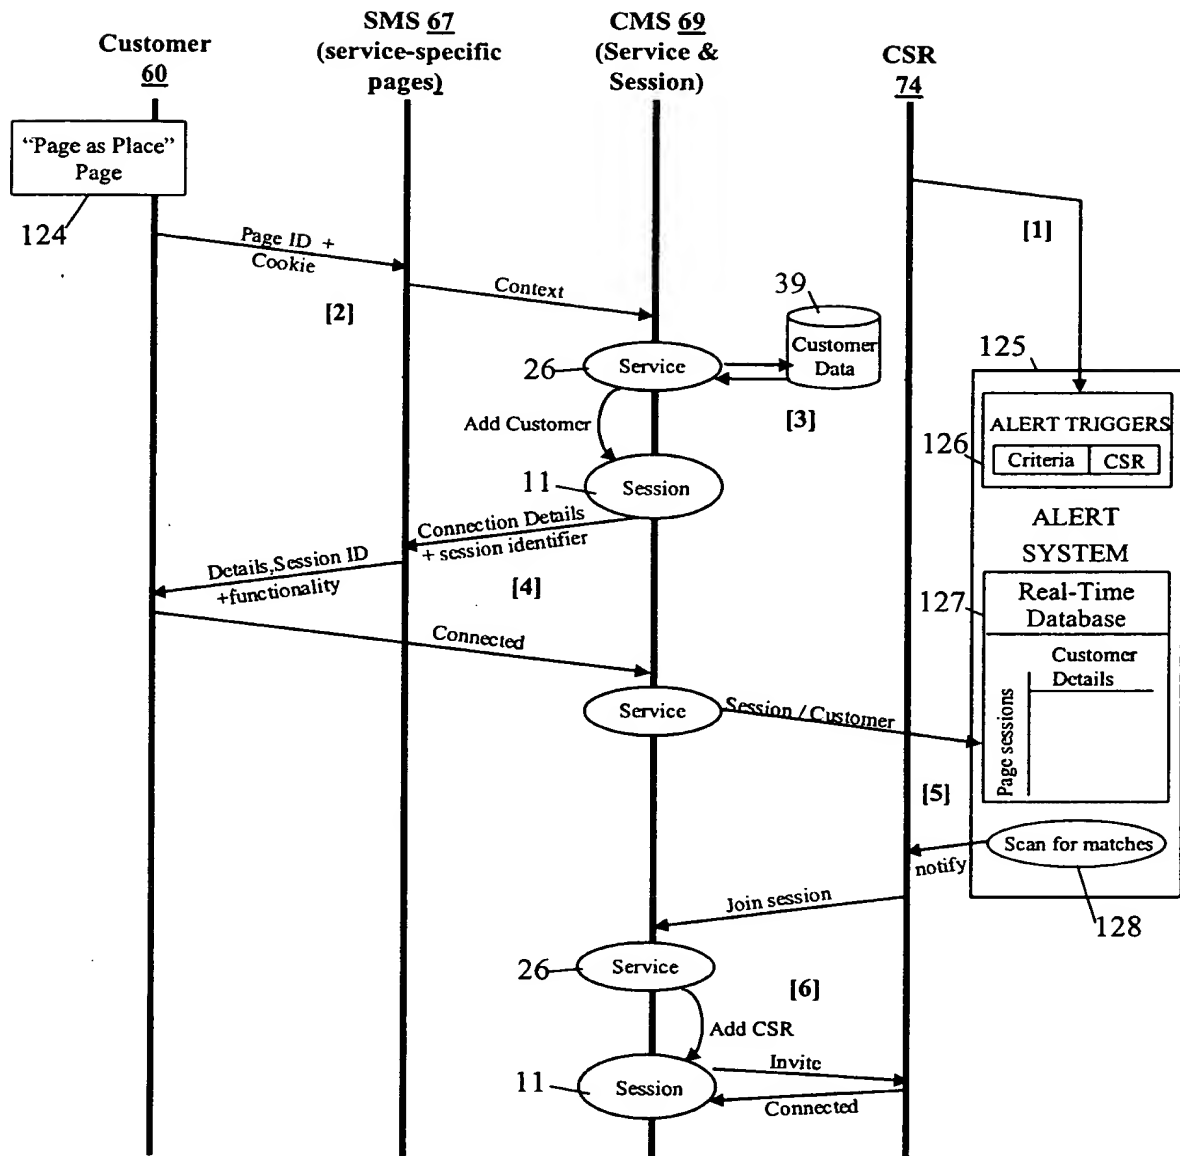 Customer
60
SMS 67
(service-specific
pages)
CMS 69
(Service &
Session)
CSR
74
“Page as Place”
Page
124
Page ID +
Cookie
[2]
Context
[1]
39
Customer
Data
26
Service
[3]
125
Add Customer
ALERT TRIGGERS
126
Criteria
CSR
11
Session
Connection Details
+ session identifier
ALERT
SYSTEM
Details,Session ID
+functionality
[4]
127
Real-Time
Database
Connected
Customer
Details
Page sessions
Service
Session / Customer
[5]
Scan for matches
notify
128
Join session
26
Service
[6]
Add CSR
Invite
11
Session
Connected